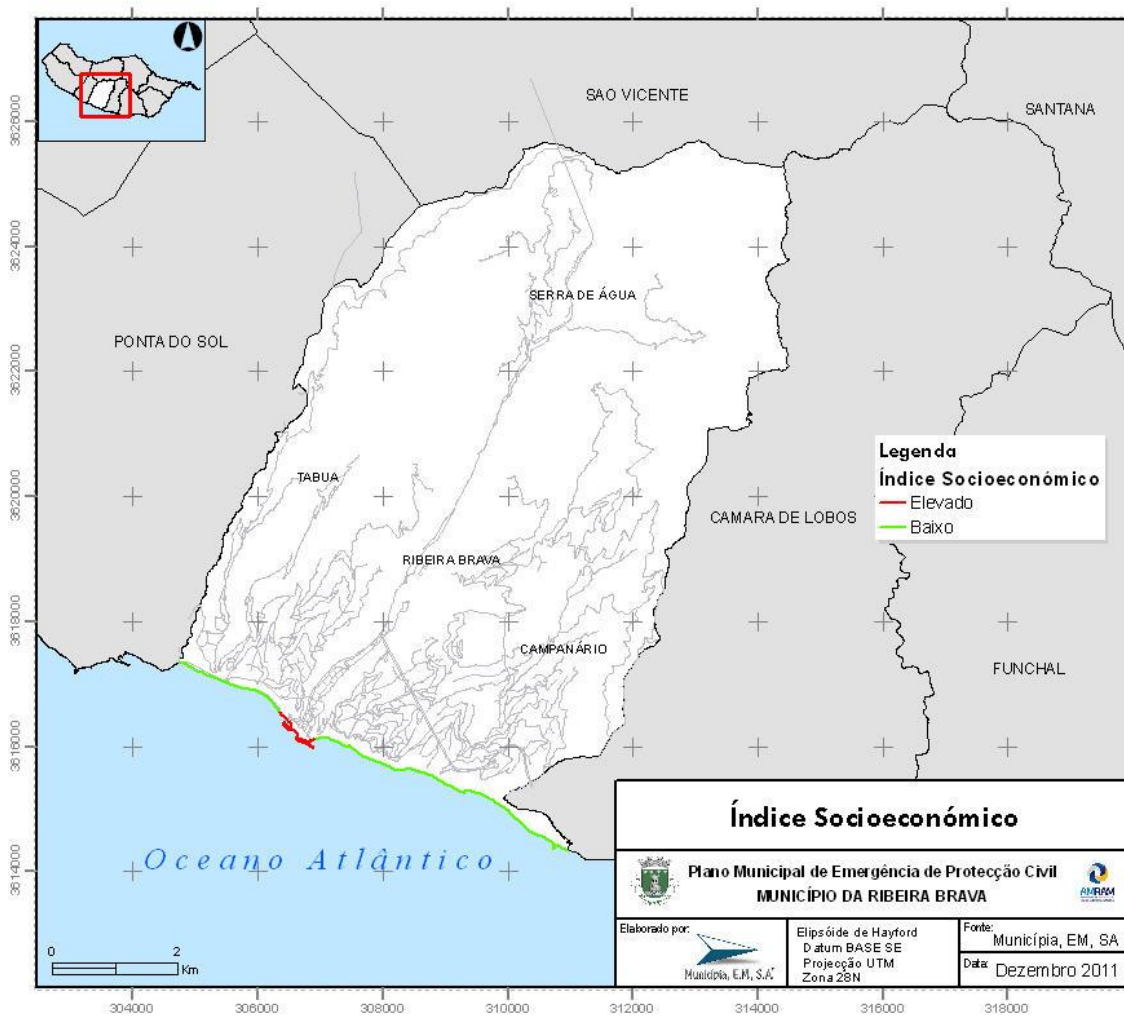 SAO VICENTE
SANTANA
SERRA DE ÁGUA
PONTA DO SOL
TABUA
RIBEIRA BRAVA
CAMPANÁRIO
CAMARA DE LOBOS
FUNCHAL
Legenda
Índice Socioeconómico
Elevado
Baixo
Oceano Atlântico
0 2
Km
3626000
3624000
3622000
3620000
3618000
3616000
3614000
304000 306000 308000 310000 312000 314000 316000 318000
Índice Socioeconómico
Plano Municipal de Emergência de Protecção Civil
MUNICÍPIO DA RIBEIRA BRAVA
AMRAM
Elaborado por:
Municípia, E.M, S.A.
Elipsóide de Hayford
Datum BASE SE
Projecção UTM
Zona 28N
Fonte:
Municípia, EM, SA
Data: Dezembro 2011